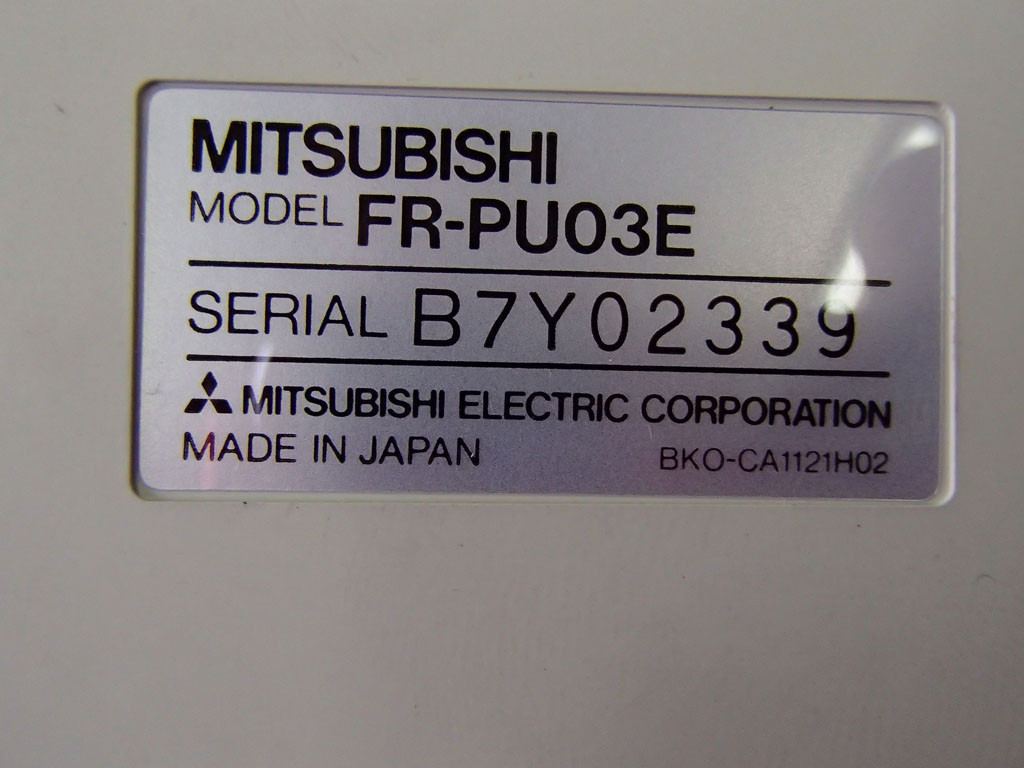 MITSUBISHI
MODEL FR-PU03E
SERIAL B7Y02339
MITSUBISHI ELECTRIC CORPORATION
MADE IN JAPAN BKO-CA1121H02